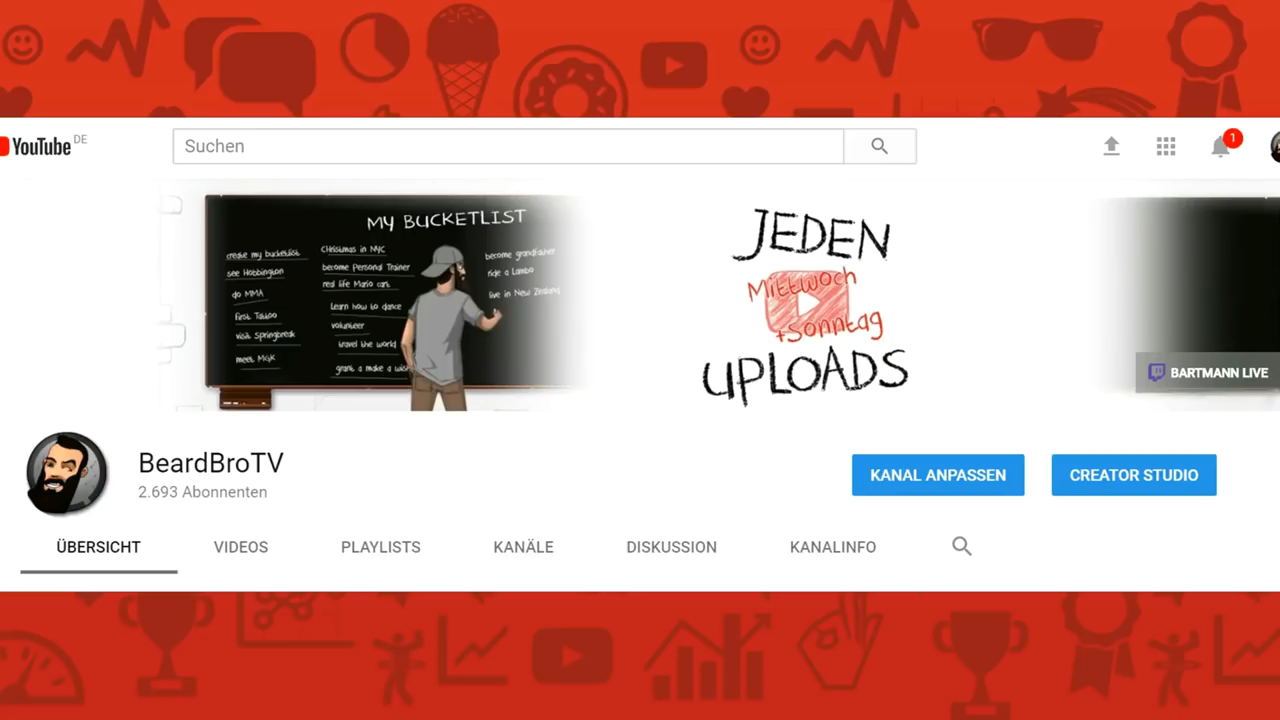 YouTube DE
Suchen
1
MY BUCKETLIST
create my bucketlist
see Hobbington
do MMA
first Tattoo
visit Springbreak
meet MGK
Christmas in NYC
become Personal Trainer
real life Mario cart
Learn how to dance
volunteer
travel the world
grant a make a
become grandfather
ride a Lambo
live in New Zealand
JEDEN
Mittwoch
+Sonntag
UPLOADS
BARTMANN LIVE
BeardBroTV
2.693 Abonnenten
KANAL ANPASSEN
CREATOR STUDIO
ÜBERSICHT VIDEOS PLAYLISTS KANÄLE DISKUSSION KANALINFO